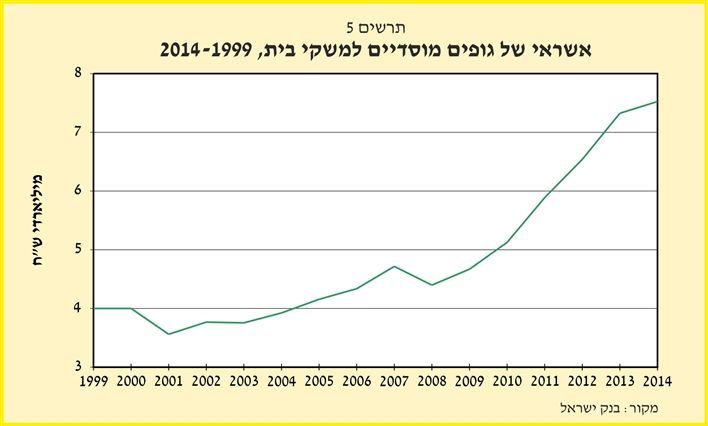 תרשים 5
אשראי של גופים מוסדיים למשקי בית, 2014-1999
מיליארדי ש״ח
8
7
6
5
4
3
1999 2000 2001 2002 2003 2004 2005 2006 2007 2008 2009 2010 2011 2012 2013 2014
מקור: בנק ישראל